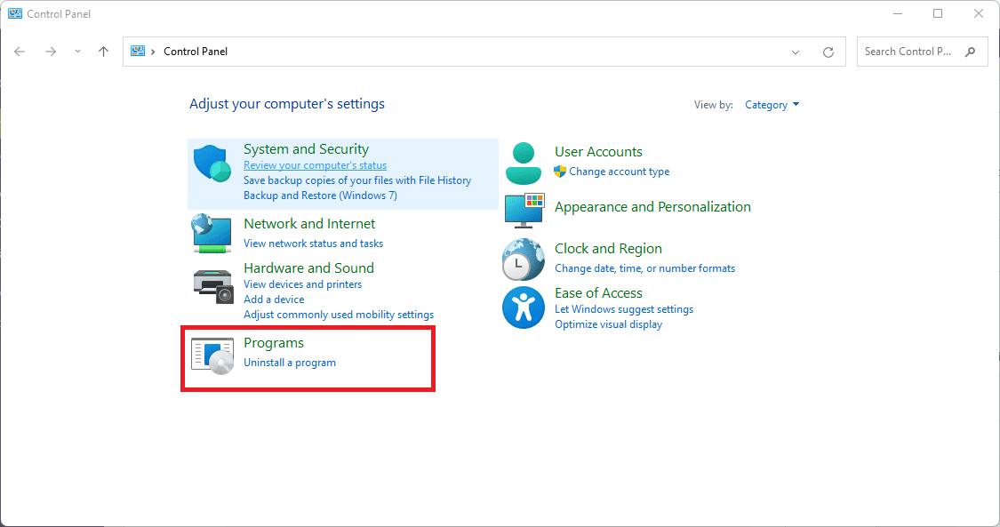 Control Panel
Control Panel
Search Control P...
Adjust your computer's settings
View by:
Category
System and Security
Review your computer's status
Save backup copies of your files with File History
Backup and Restore (Windows 7)
Network and Internet
View network status and tasks
Hardware and Sound
View devices and printers
Add a device
Adjust commonly used mobility settings
Programs
Uninstall a program
User Accounts
Change account type
Appearance and Personalization
Clock and Region
Change date, time, or number formats
Ease of Access
Let Windows suggest settings
Optimize visual display